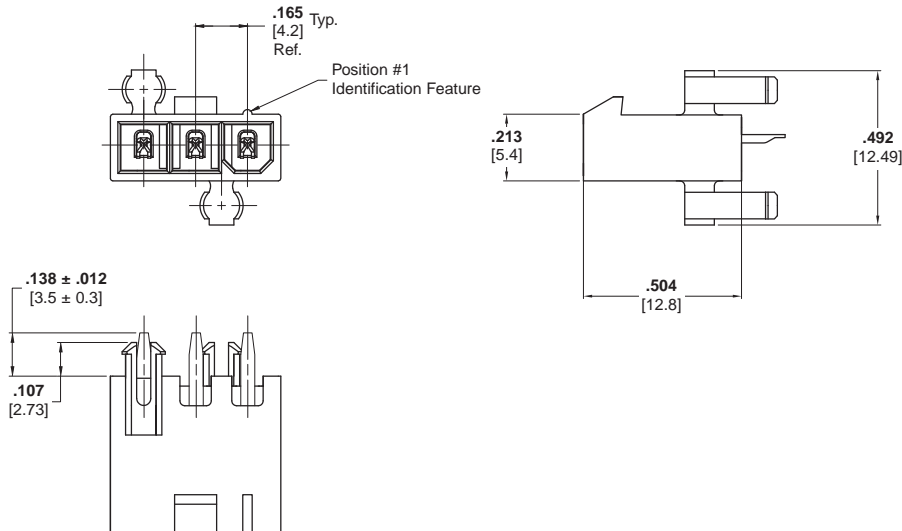 .165 Typ.
[4.2]
Ref.
Position #1
Identification Feature
.213
[5.4]
.492
[12.49]
.504
[12.8]
.138 ± .012
[3.5 ± 0.3]
.107
[2.73]